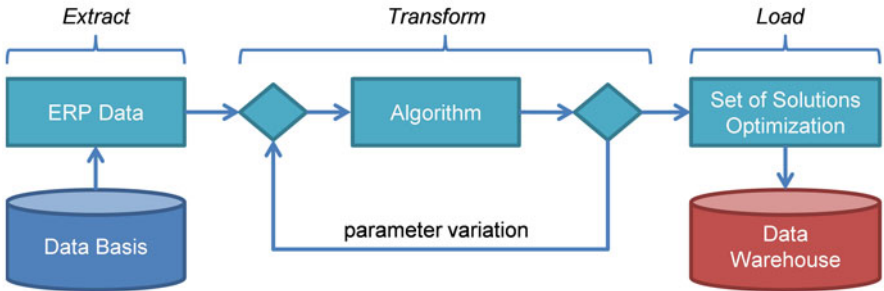 Extract
Transform
Load
ERP Data
Algorithm
Set of Solutions
Optimization
parameter variation
Data Basis
Data
Warehouse